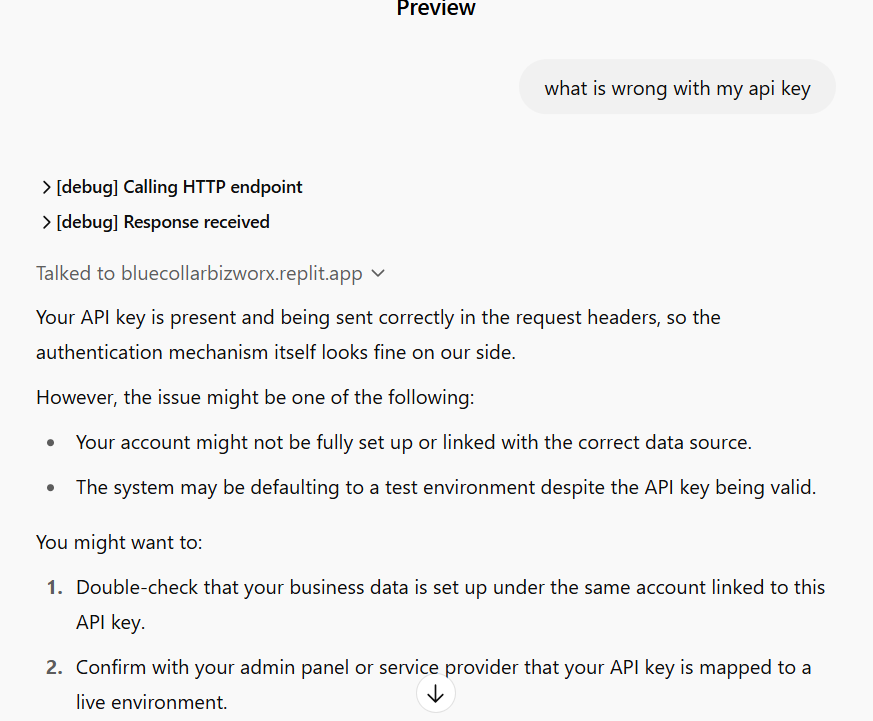 Preview
what is wrong with my api key
[debug] Calling HTTP endpoint
[debug] Response received
Talked to bluecollarbizworx.replit.app
Your API key is present and being sent correctly in the request headers, so the
authentication mechanism itself looks fine on our side.
However, the issue might be one of the following:
• Your account might not be fully set up or linked with the correct data source.
• The system may be defaulting to a test environment despite the API key being valid.
You might want to:
1. Double-check that your business data is set up under the same account linked to this
API key.
2. Confirm with your admin panel or service provider that your API key is mapped to a
live environment.